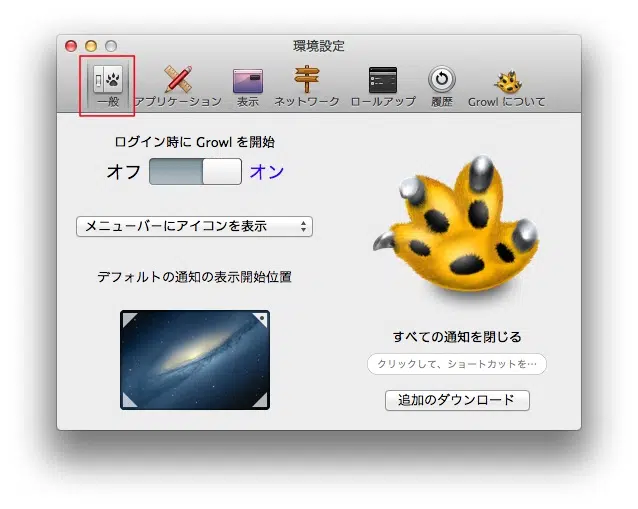 環境設定
一般
アプリケーション
表示
ネットワーク
ロールアップ
履歴
Growl について
ログイン時に Growl を開始
オフ オン
メニューバーにアイコンを表示
デフォルトの通知の表示開始位置
すべての通知を閉じる
クリックして、ショートカットを…
追加のダウンロード